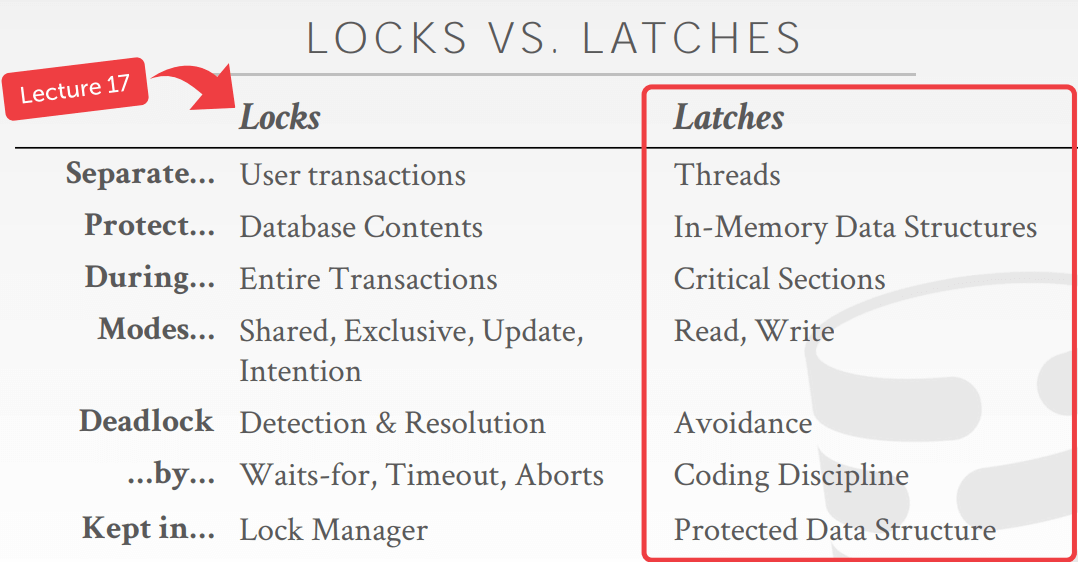 LOCKS VS. LATCHES
Lecture 17
Locks Latches
Separate... User transactions Threads
Protect... Database Contents In-Memory Data Structures
During... Entire Transactions Critical Sections
Modes... Shared, Exclusive, Update, Read, Write
Intention
Deadlock Detection & Resolution Avoidance
...by... Waits-for, Timeout, Aborts Coding Discipline
Kept in... Lock Manager Protected Data Structure